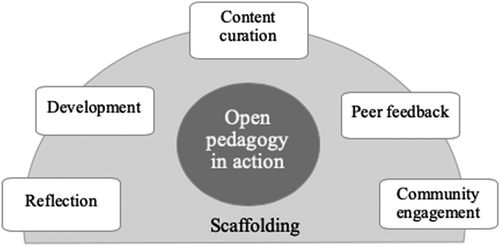 Content
curation
Development
Peer feedback
Open
pedagogy
in action
Reflection
Community
engagement
Scaffolding